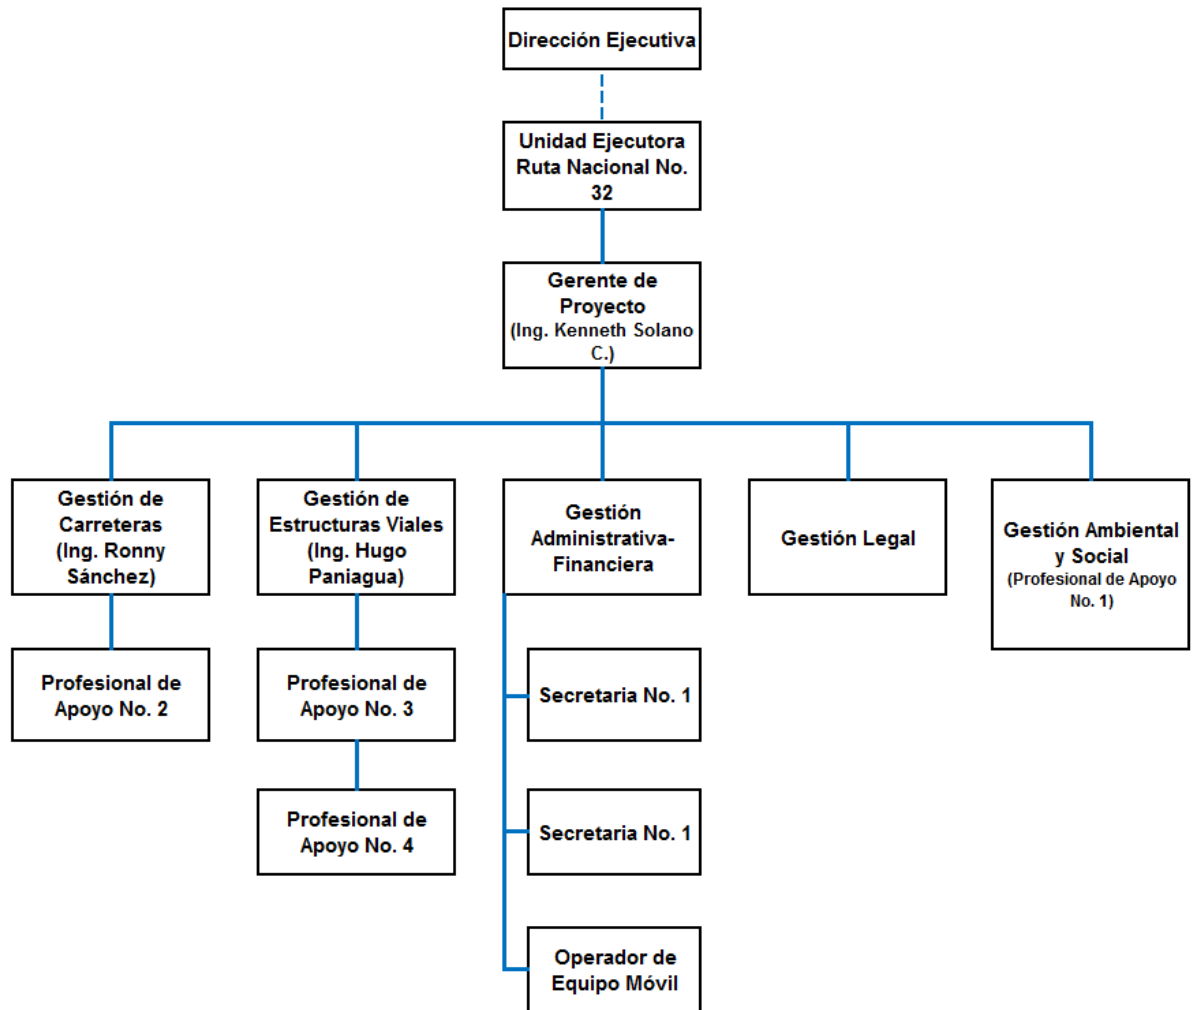 Dirección Ejecutiva
Unidad Ejecutora
Ruta Nacional No.
32
Gerente de
Proyecto
(Ing. Kenneth Solano
C.)
Gestión de
Carreteras
(Ing. Ronny
Sánchez)
Gestión de
Estructuras Viales
(Ing. Hugo
Paniagua)
Gestión
Administrativa-
Financiera
Gestión Legal
Gestión Ambiental
y Social
(Profesional de Apoyo
No. 1)
Profesional de
Apoyo No. 2
Profesional de
Apoyo No. 3
Secretaria No. 1
Profesional de
Apoyo No. 4
Secretaria No. 1
Operador de
Equipo Móvil